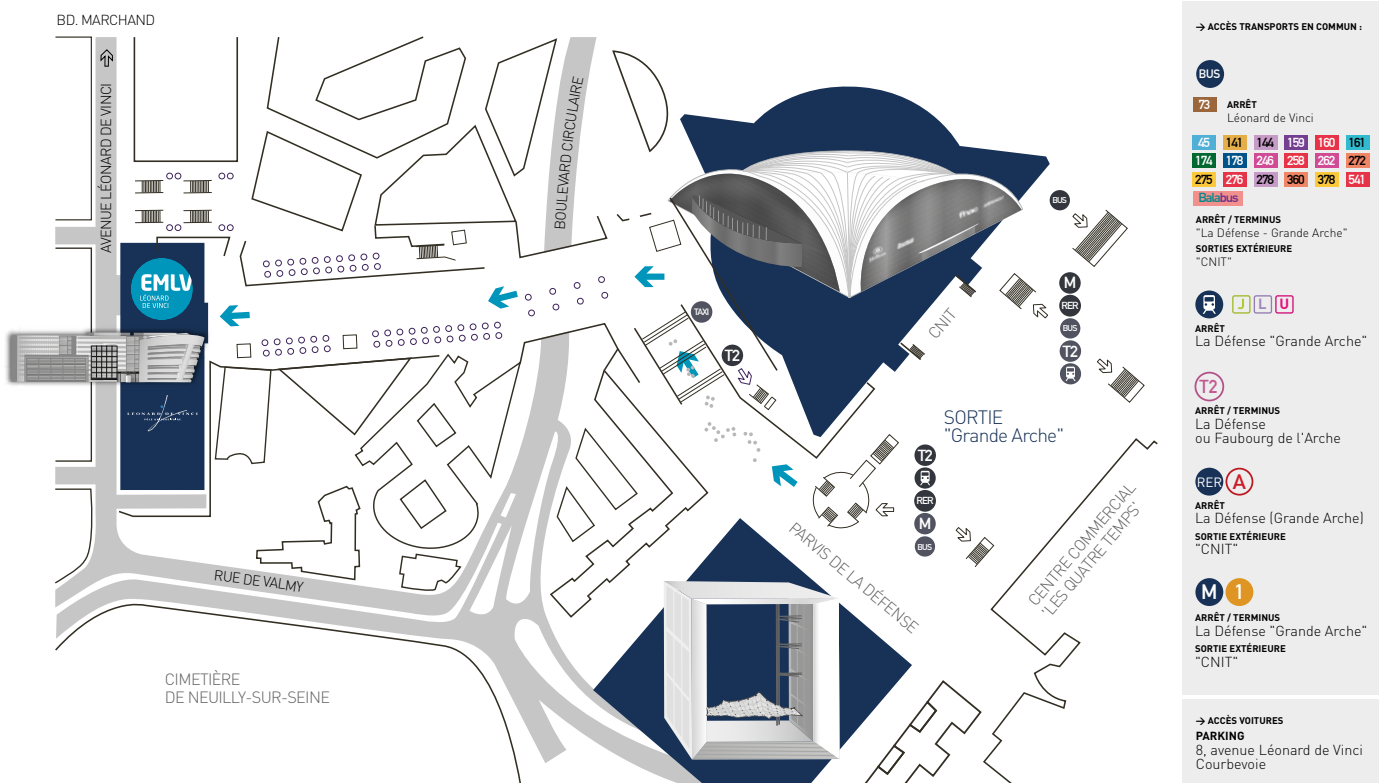 BD. MARCHAND
AVENUE LÉONARD DE VINCI
BOULEVARD CIRCULAIRE
EMLV
LÉONARD
DE VINCI
LEONARD DE VINCI
TAXI
T2
CNIT
fnac
BUS
M
RER
BUS
T2
SORTIE
"Grande Arche"
T2
RER
M
BUS
PARVIS DE LA DÉFENSE
CENTRE COMMERCIAL
'LES QUATRE TEMPS'
RUE DE VALMY
CIMETIÈRE
DE NEUILLY-SUR-SEINE
→ ACCÈS TRANSPORTS EN COMMUN :
BUS
73 ARRÊT
Léonard de Vinci
45 141 144 159 160 161
174 178 246 258 262 272
275 276 278 360 378 541
Balabus
ARRÊT / TERMINUS
"La Défense - Grande Arche"
SORTIES EXTÉRIEURE
"CNIT"
J L U
ARRÊT
La Défense "Grande Arche"
T2
ARRÊT / TERMINUS
La Défense
ou Faubourg de l'Arche
RER A
ARRÊT
La Défense (Grande Arche)
SORTIE EXTÉRIEURE
"CNIT"
M 1
ARRÊT / TERMINUS
La Défense "Grande Arche"
SORTIE EXTÉRIEURE
"CNIT"
→ ACCÈS VOITURES
PARKING
8, avenue Léonard de Vinci
Courbevoie